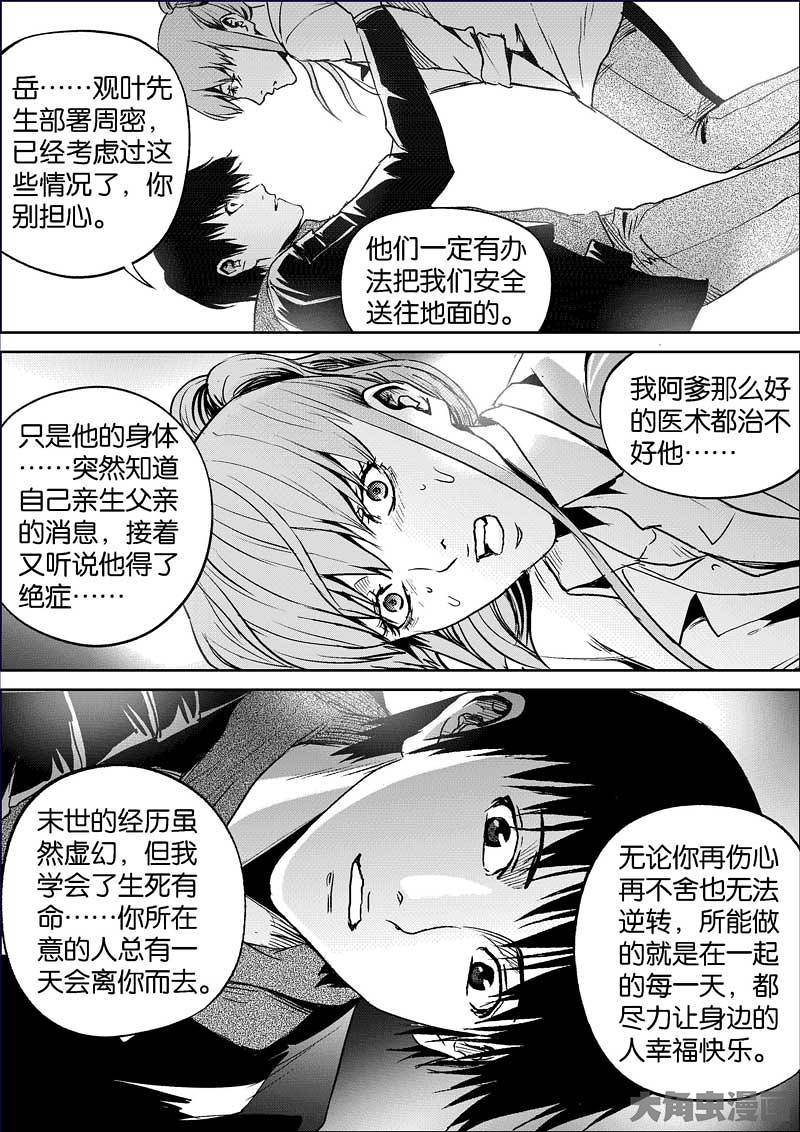 岳……观叶先
生部署周密，
已经考虑过这
些情况了，你
别担心。
他们一定有办
法把我们安全
送往地面的。
只是他的身体
……突然知道
自己亲生父亲
的消息，接着
又听说他得了
绝症……
我阿爹那么好
的医术都治不
好他……
末世的经历虽
然虚幻，但我
学会了生死有
命……你所在
意的人总有一
天会离你而去。
无论你再伤心
再不舍也无法
逆转，所能做
的就是在一起
的每一天，都
尽力让身边的
人幸福快乐。
大角虫漫画